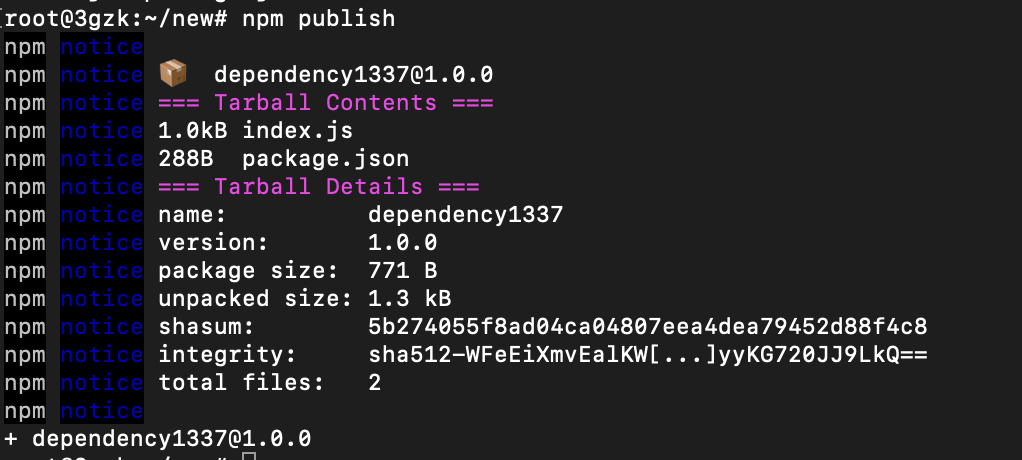 [root@3gzk:~/new# npm publish
npm notice
npm notice 📦 dependency1337@1.0.0
npm notice === Tarball Contents ===
npm notice 1.0kB index.js
npm notice 288B package.json
npm notice === Tarball Details ===
npm notice name: dependency1337
npm notice version: 1.0.0
npm notice package size: 771 B
npm notice unpacked size: 1.3 kB
npm notice shasum: 5b274055f8ad04ca04807eea4dea79452d88f4c8
npm notice integrity: sha512-WFeEiXmvEalKW[...]yyKG720JJ9LkQ==
npm notice total files: 2
npm notice
+ dependency1337@1.0.0